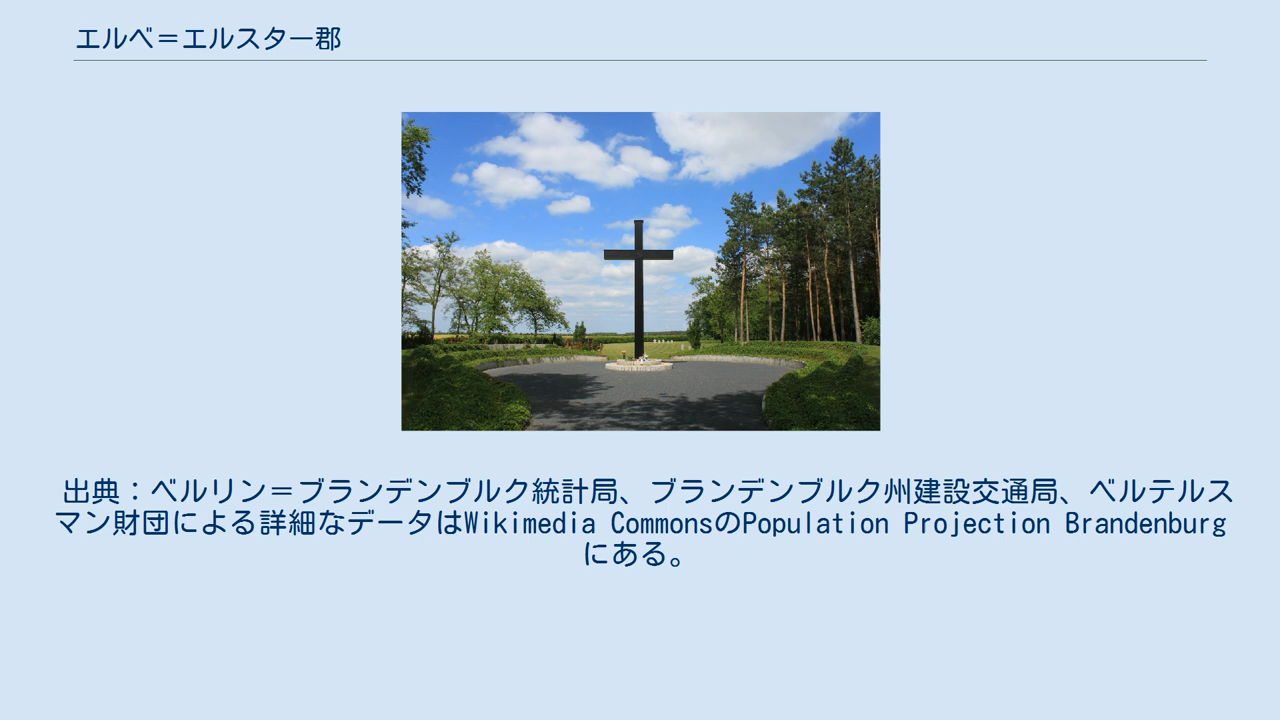 エルベ＝エルスター郡
出典：ベルリン＝ブランデンブルク統計局、ブランデンブルク州建設交通局、ベルテルス
マン財団による詳細なデータはWikimedia CommonsのPopulation Projection Brandenburg
にある。